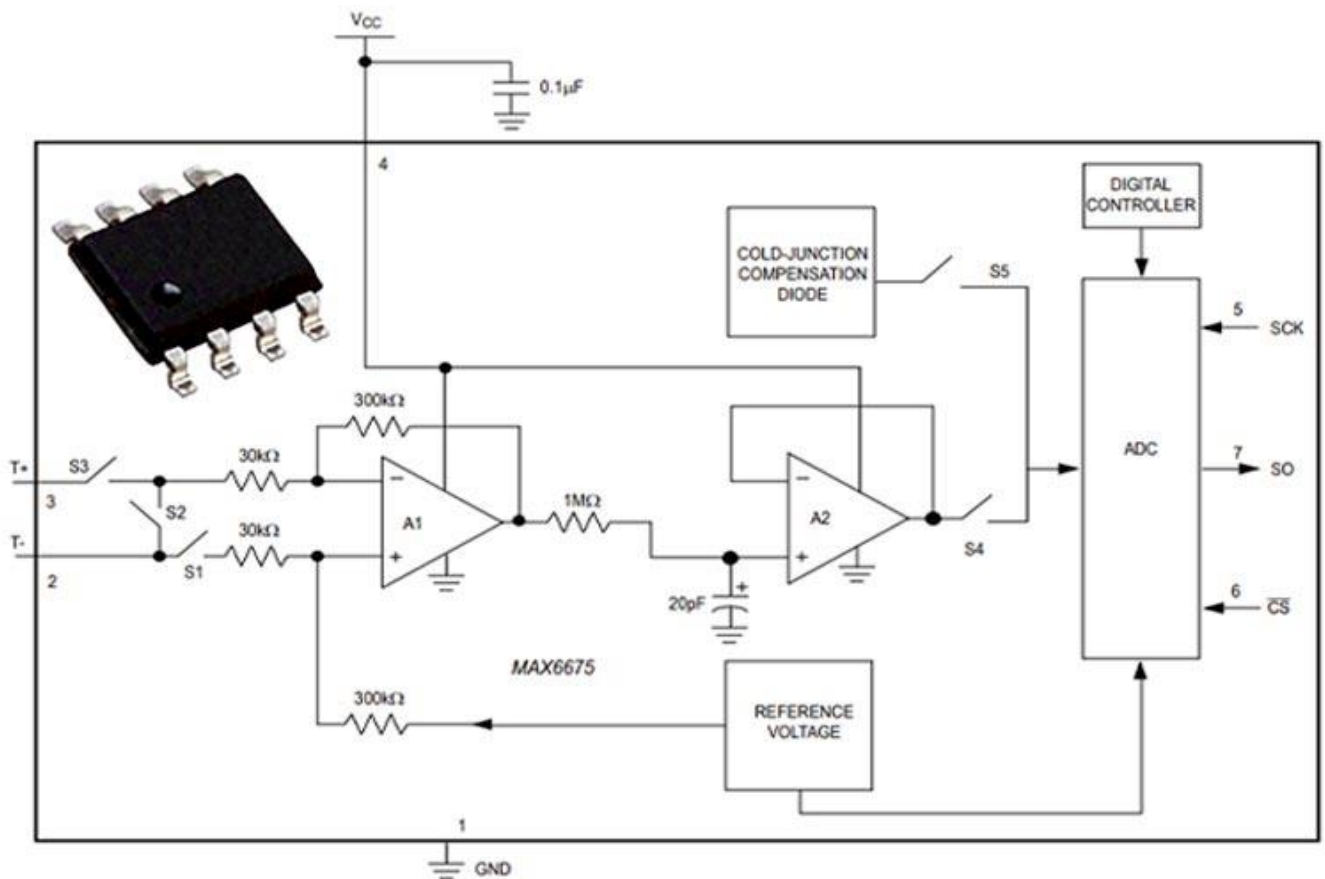 VCC
0.1μF
4
DIGITAL
CONTROLLER
COLD-JUNCTION
COMPENSATION
DIODE
S5
5
SCK
300kΩ
ADC
T+
S3
3
30kΩ
7
SO
S2
A1
1MΩ
A2
T-
2
S1
30kΩ
S4
20pF
6
CS
MAX6675
300kΩ
REFERENCE
VOLTAGE
1
GND